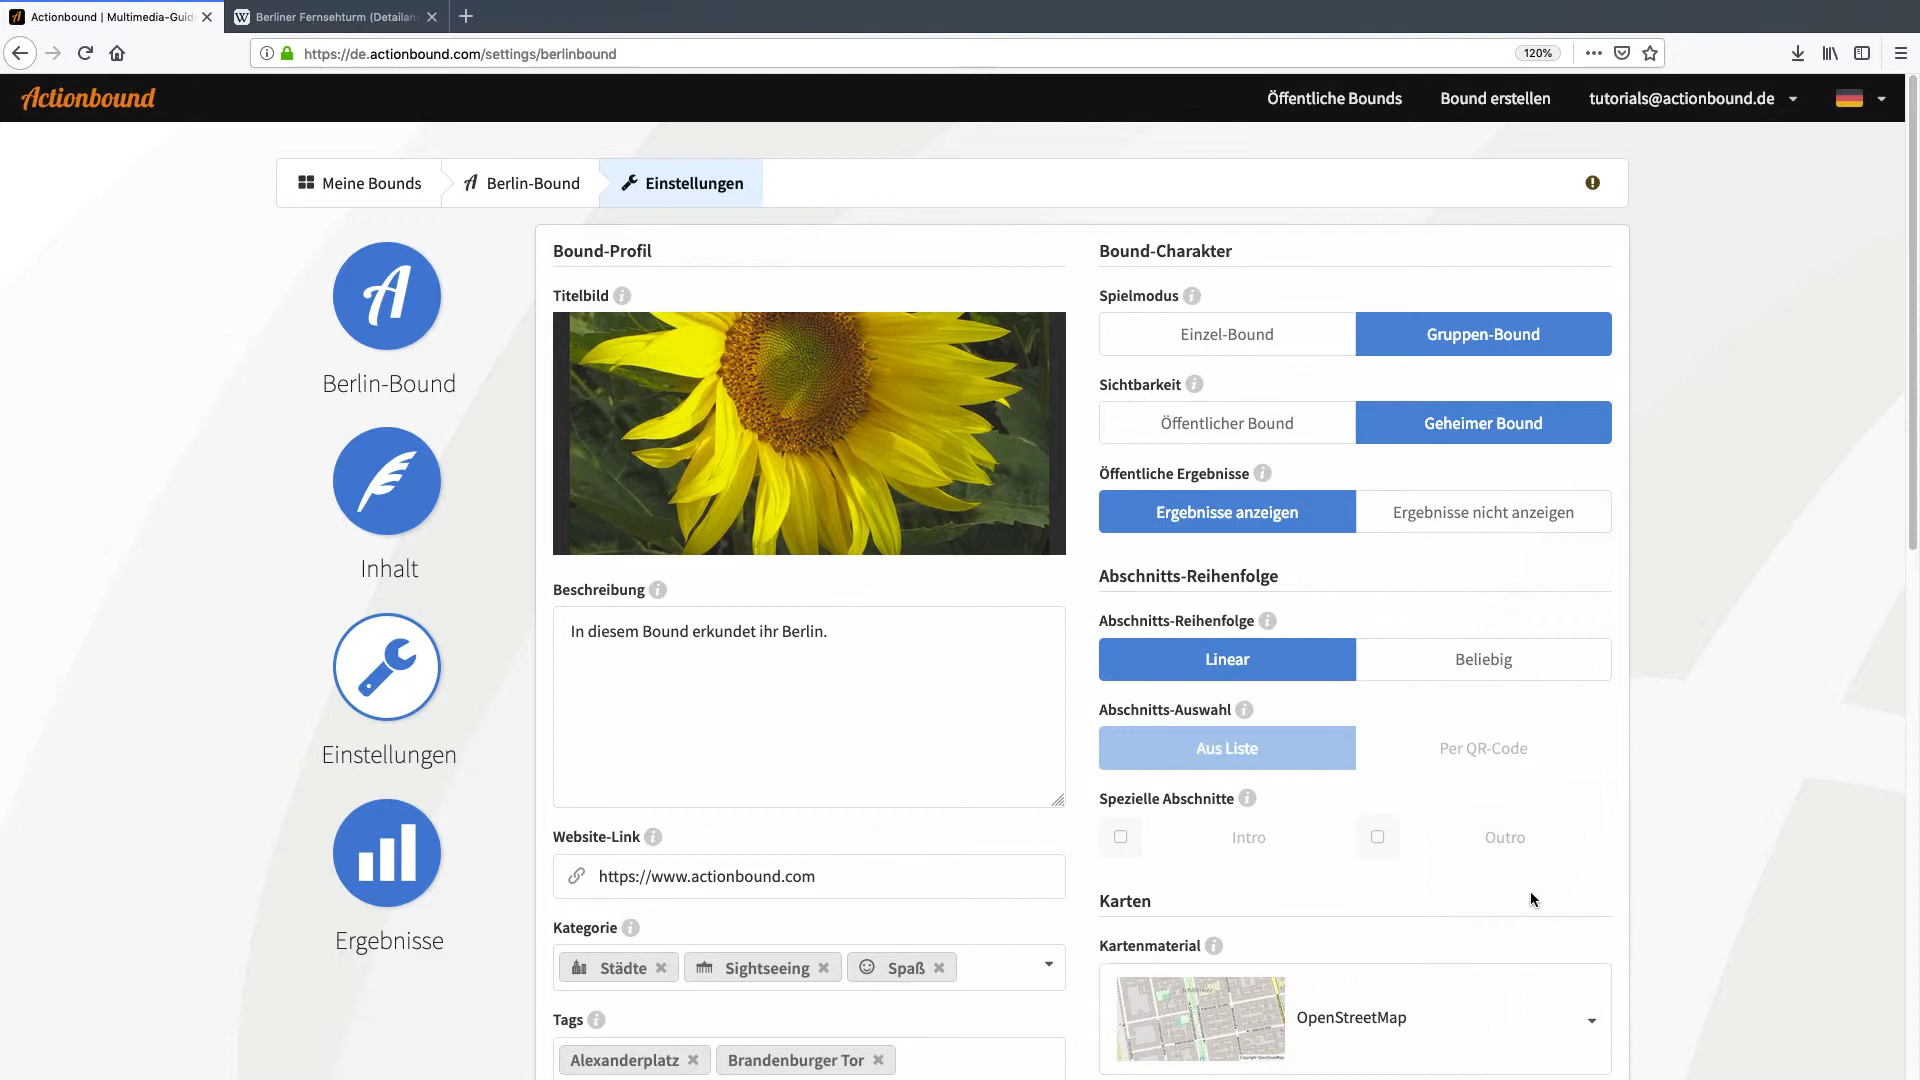 Actionbound | Multimedia-Guid
Berliner Fernsehturm (Detailan
https://de.actionbound.com/settings/berlinbound
120%
Actionbound
Öffentliche Bounds
Bound erstellen
tutorials@actionbound.de
Meine Bounds
Berlin-Bound
Einstellungen
Berlin-Bound
Inhalt
Einstellungen
Ergebnisse
Bound-Profil
Titelbild
Beschreibung
In diesem Bound erkundet ihr Berlin.
Website-Link
https://www.actionbound.com
Kategorie
Städte
Sightseeing
Spaß
Tags
Alexanderplatz
Brandenburger Tor
Bound-Charakter
Spielmodus
Einzel-Bound
Gruppen-Bound
Sichtbarkeit
Öffentlicher Bound
Geheimer Bound
Öffentliche Ergebnisse
Ergebnisse anzeigen
Ergebnisse nicht anzeigen
Abschnitts-Reihenfolge
Abschnitts-Reihenfolge
Linear
Beliebig
Abschnitts-Auswahl
Aus Liste
Per QR-Code
Spezielle Abschnitte
Intro
Outro
Karten
Kartenmaterial
Schillerkiez
OpenStreetMap